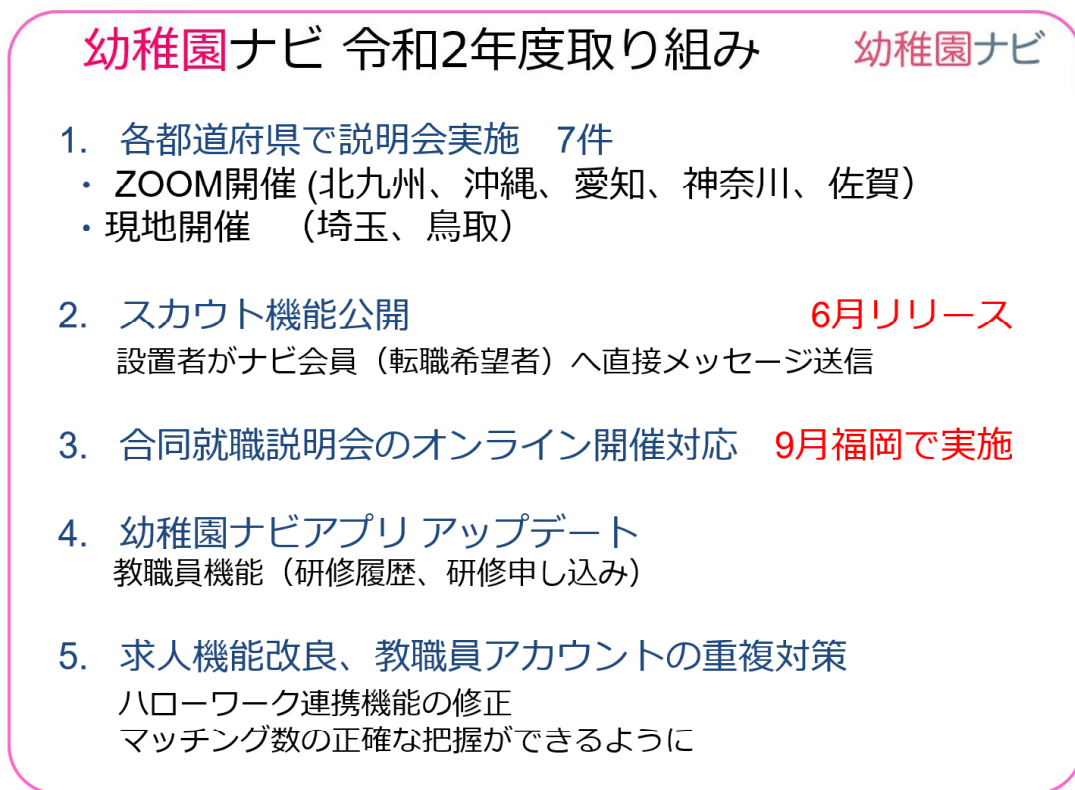 幼稚園ナビ 令和2年度取り組み
幼稚園ナビ
1. 各都道府県で説明会実施　7件
・ ZOOM開催 (北九州、沖縄、愛知、神奈川、佐賀）
・現地開催　（埼玉、鳥取）
2. スカウト機能公開　6月リリース
設置者がナビ会員（転職希望者）へ直接メッセージ送信
3. 合同就職説明会のオンライン開催対応　9月福岡で実施
4. 幼稚園ナビアプリ アップデート
教職員機能（研修履歴、研修申し込み）
5. 求人機能改良、教職員アカウントの重複対策
ハローワーク連携機能の修正
マッチング数の正確な把握ができるように